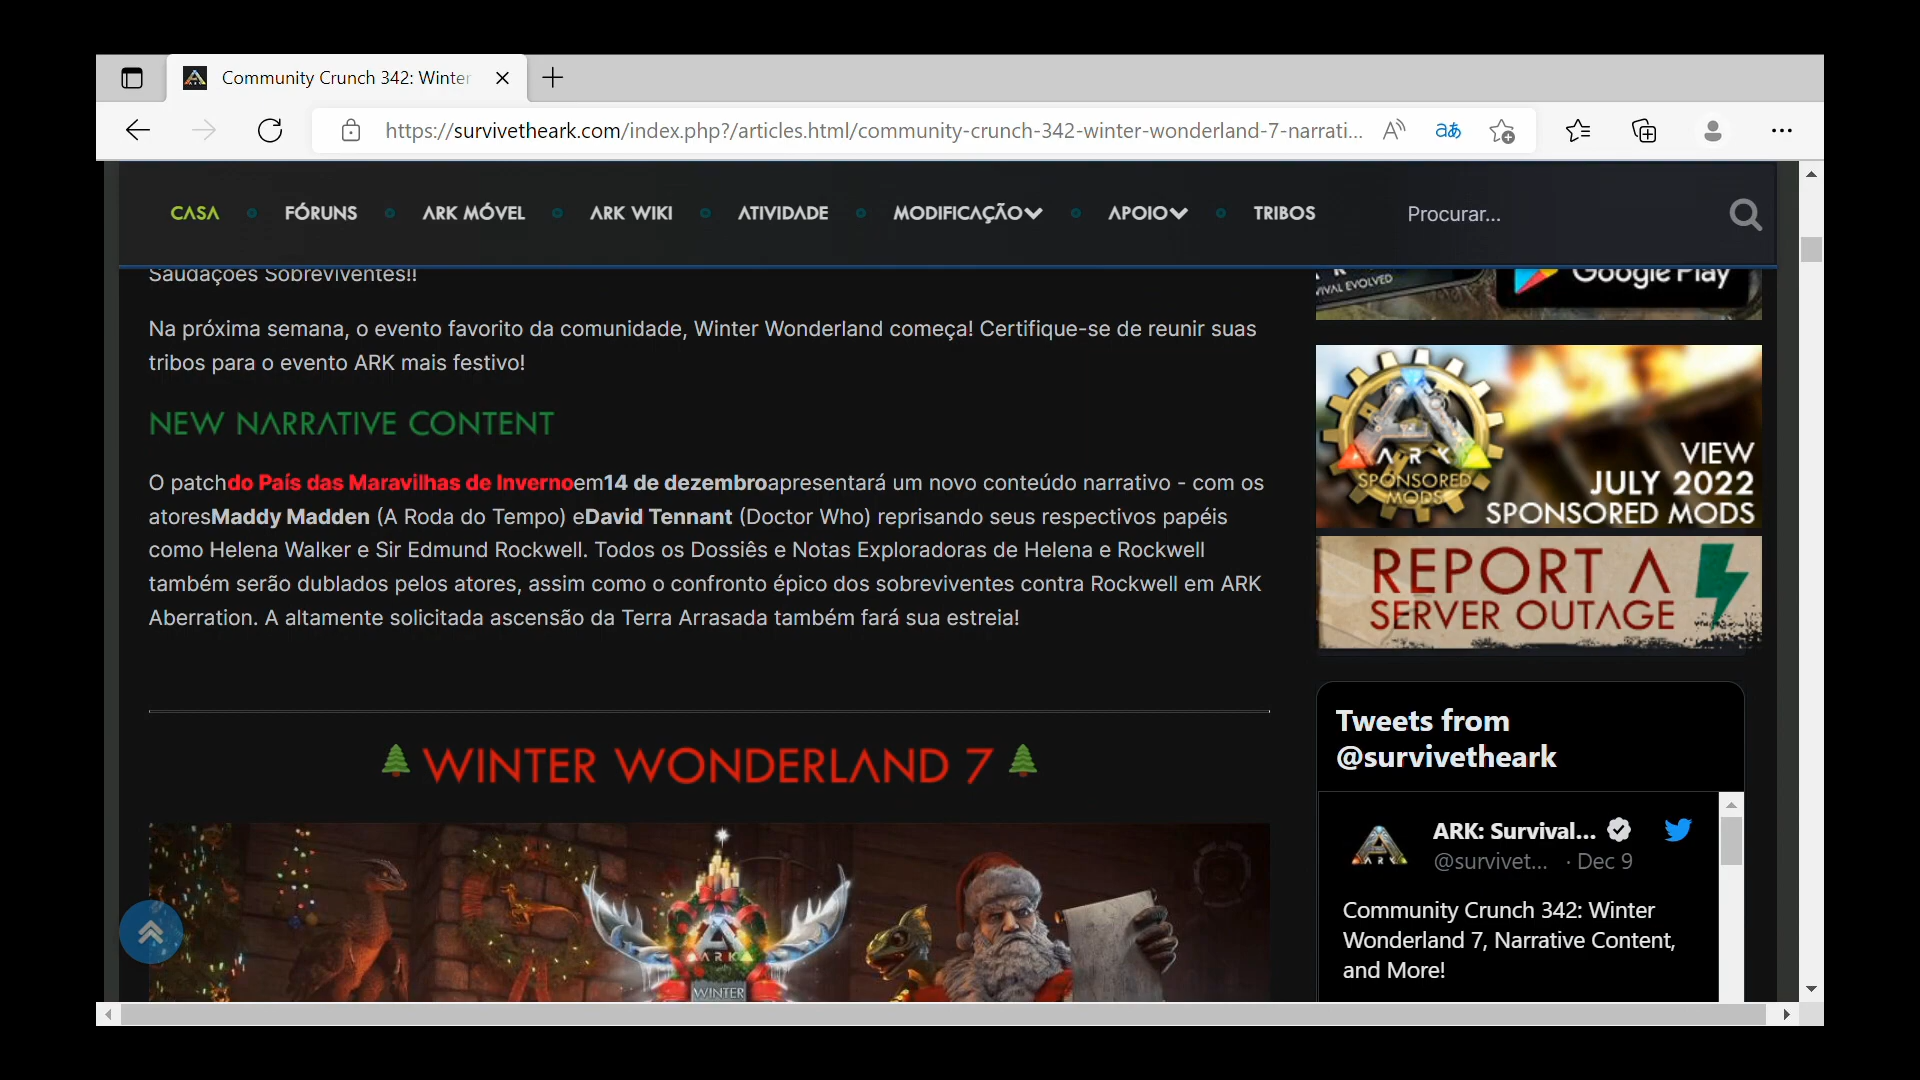 Community Crunch 342: Winter
https://survivetheark.com/index.php?/articles.html/community-crunch-342-winter-wonderland-7-narrati...
CASA
FÓRUNS
ARK MÓVEL
ARK WIKI
ATIVIDADE
MODIFICAÇÃO
APOIO
TRIBOS
Procurar...
Saudações Sobreviventes!!
Na próxima semana, o evento favorito da comunidade, Winter Wonderland começa! Certifique-se de reunir suas
tribos para o evento ARK mais festivo!
NEW NARRATIVE CONTENT
O patchdo País das Maravilhas de Invernoem14 de dezembroapresentará um novo conteúdo narrativo - com os
atoresMaddy Madden (A Roda do Tempo) eDavid Tennant (Doctor Who) reprisando seus respectivos papéis
como Helena Walker e Sir Edmund Rockwell. Todos os Dossiês e Notas Exploradoras de Helena e Rockwell
também serão dublados pelos atores, assim como o confronto épico dos sobreviventes contra Rockwell em ARK
Aberration. A altamente solicitada ascensão da Terra Arrasada também fará sua estreia!
🌲 WINTER WONDERLAND 7 🌲
ARK
WINTER
VIVAL EVOLVED
Google Play
ARK
SPONSORED
MODS
VIEW
JULY 2022
SPONSORED MODS
REPORT A
SERVER OUTAGE
Tweets from
@survivetheark
ARK
ARK: Survival...
@survivet... · Dec 9
Community Crunch 342: Winter
Wonderland 7, Narrative Content,
and More!